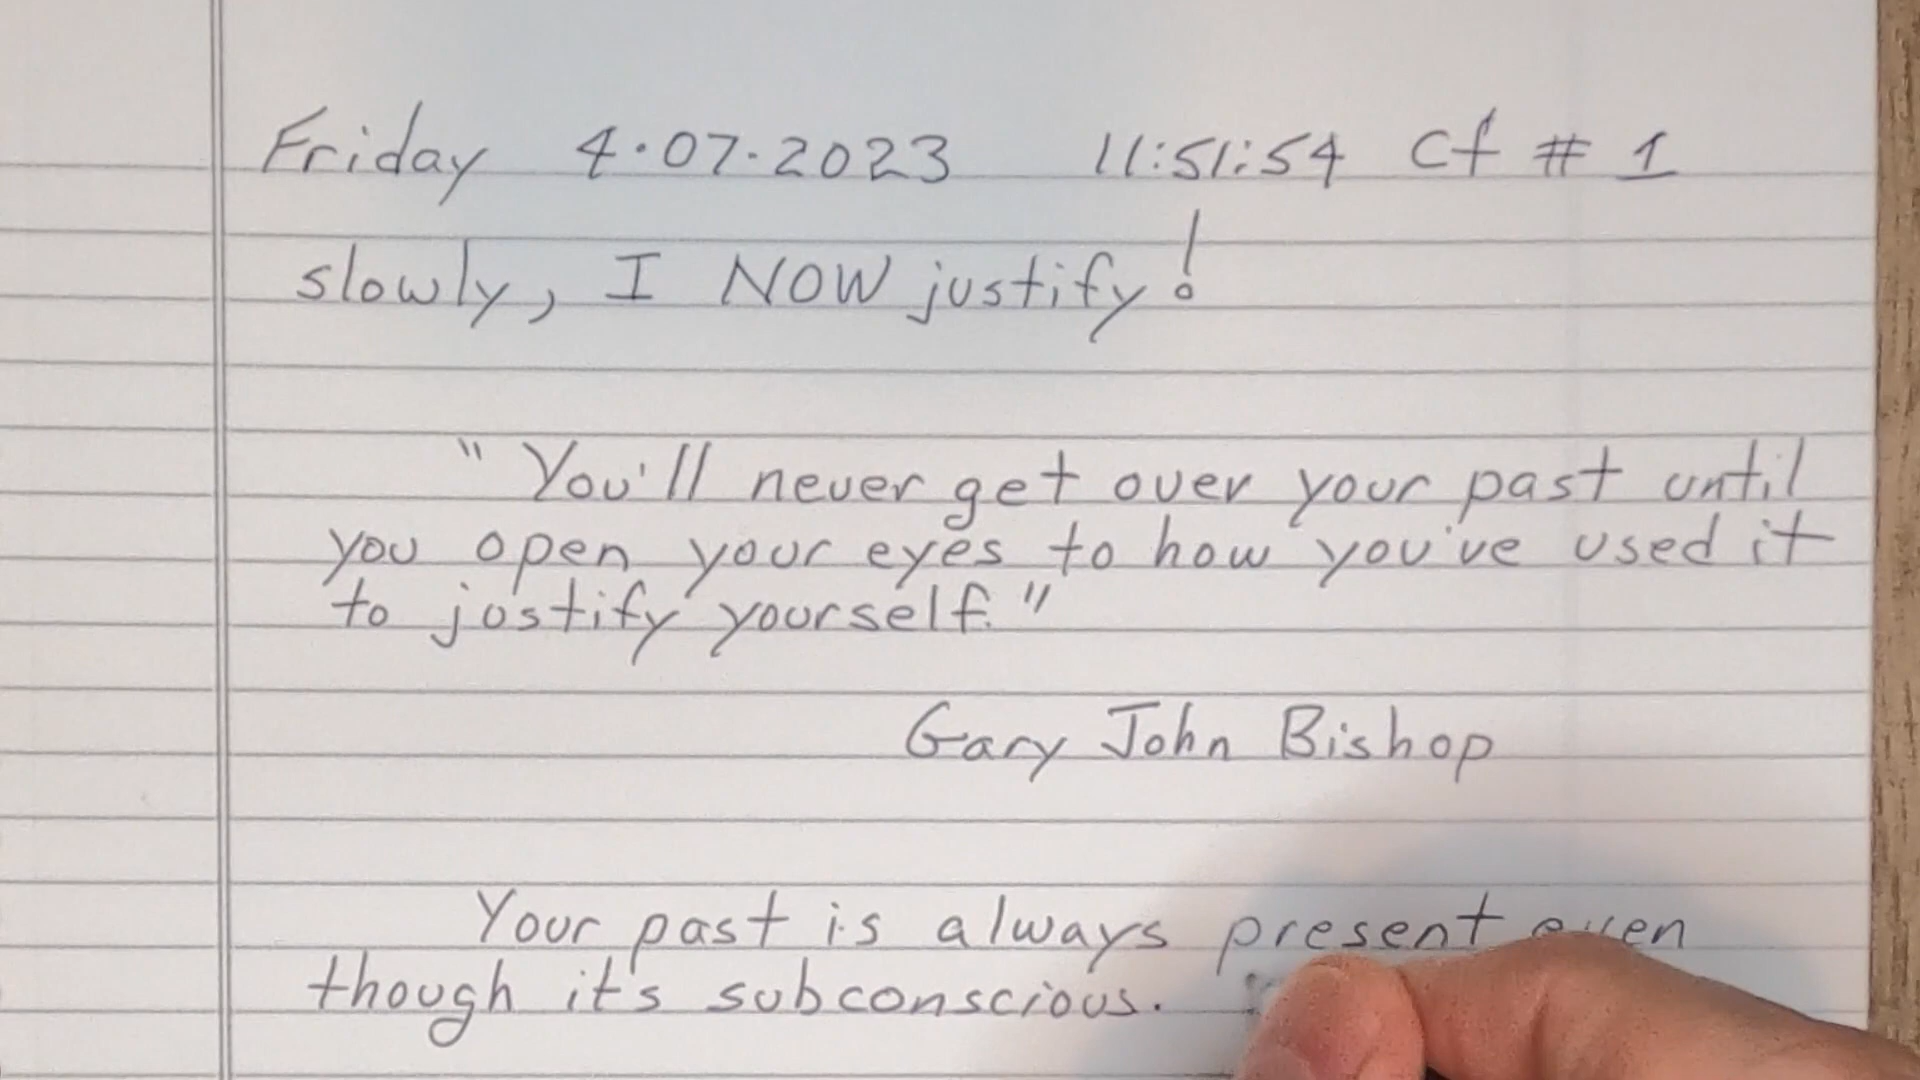 Friday 4.07.2023 11:51:54 Cf # 1
slowly, I NOW justify!
"You'll never get over your past until
you open your eyes to how you've used it
to justify yourself."
Gary John Bishop
Your past is always present even
though it's subconscious.